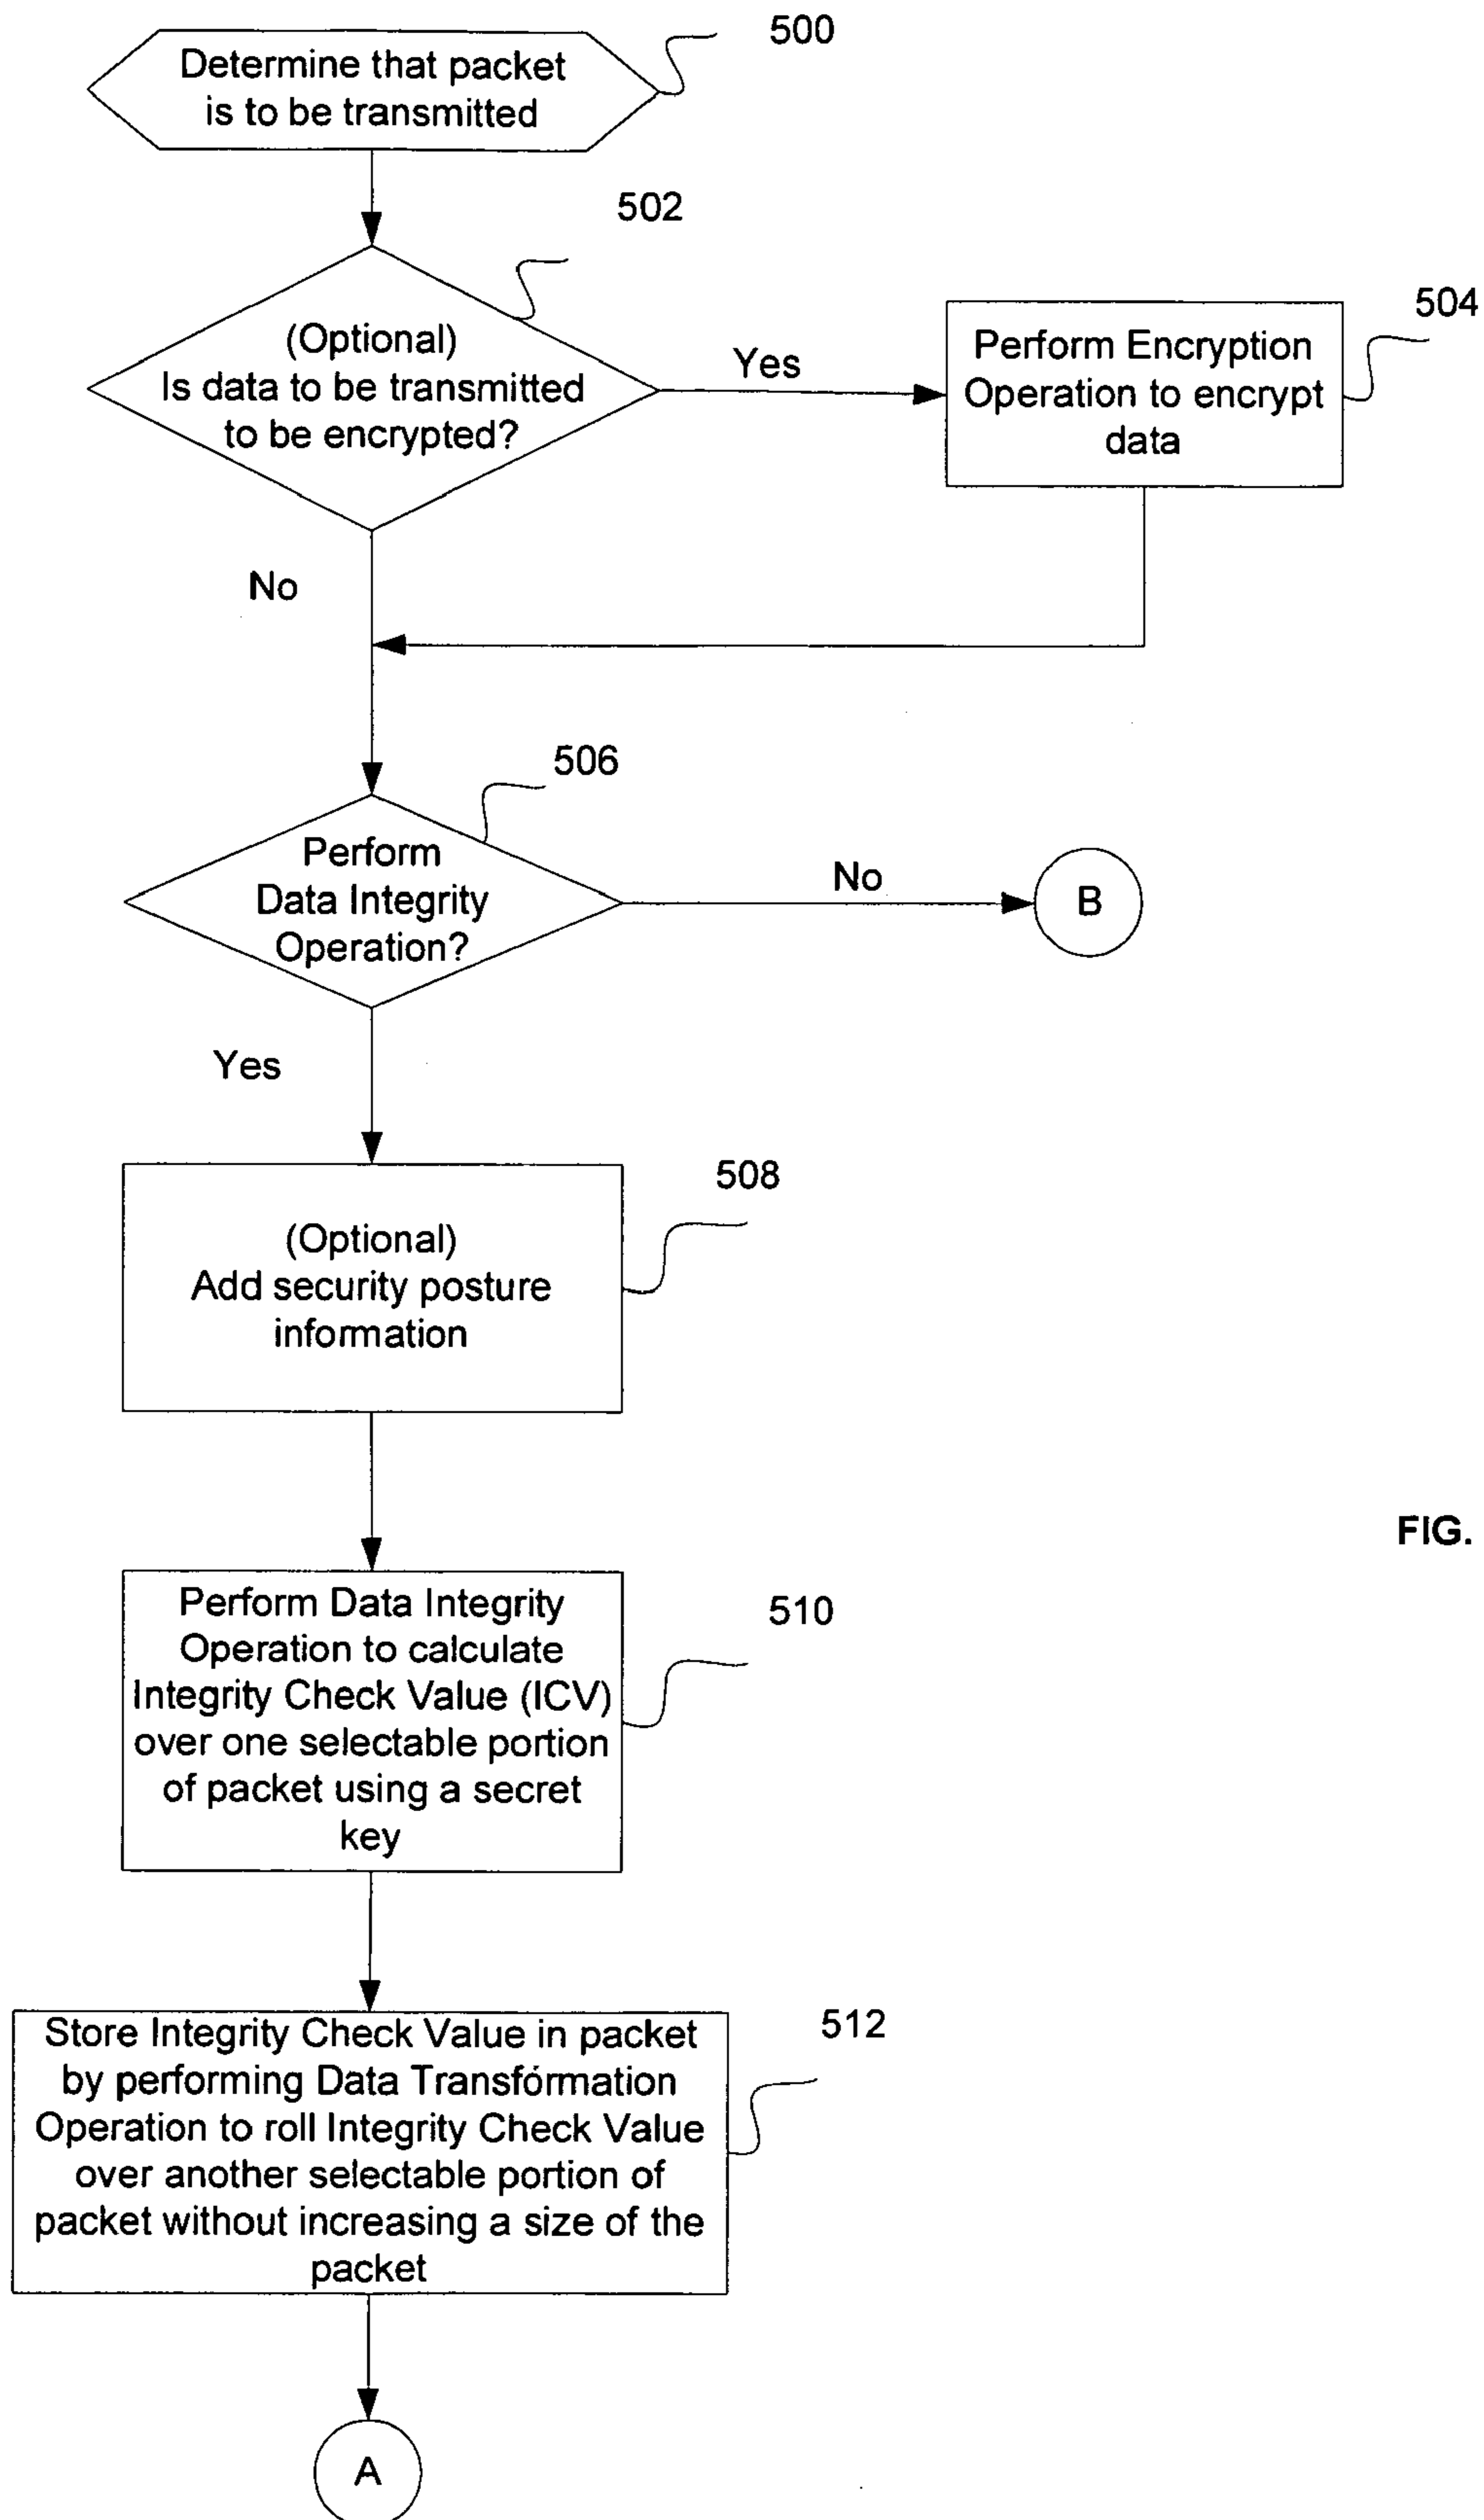 500
Determine that packet
is to be transmitted
502
(Optional)
Is data to be transmitted
to be encrypted?
Yes
504
Perform Encryption
Operation to encrypt
data
No
506
Perform
Data Integrity
Operation?
No
B
Yes
508
(Optional)
Add security posture
information
FIG.
510
Perform Data Integrity
Operation to calculate
Integrity Check Value (ICV)
over one selectable portion
of packet using a secret
key
512
Store Integrity Check Value in packet
by performing Data Transformation
Operation to roll Integrity Check Value
over another selectable portion of
packet without increasing a size of the
packet
A